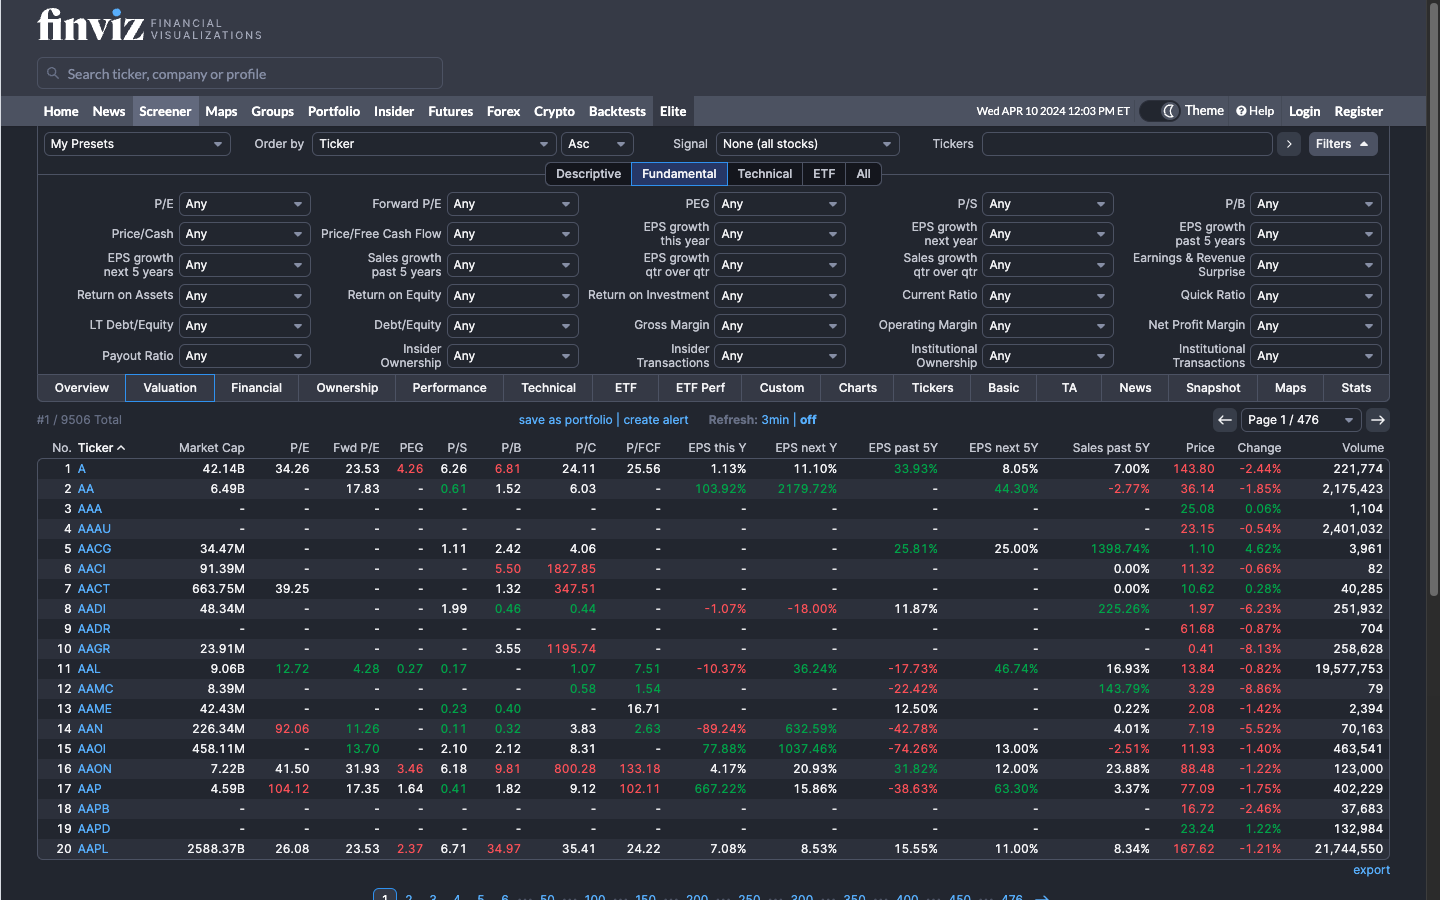 finviz FINANCIAL VISUALIZATIONS
Search ticker, company or profile
Home News Screener Maps Groups Portfolio Insider Futures Forex Crypto Backtests Elite Wed APR 10 2024 12:03 PM ET Theme Help Login Register
My Presets Order by Ticker Asc Signal None (all stocks) Tickers > Filters
Descriptive Fundamental Technical ETF All
P/E Any Forward P/E Any PEG Any P/S Any P/B Any
Price/Cash Any Price/Free Cash Flow Any EPS growth this year Any EPS growth next year Any EPS growth past 5 years Any
EPS growth next 5 years Any Sales growth past 5 years Any EPS growth qtr over qtr Any Sales growth qtr over qtr Any Earnings & Revenue Surprise Any
Return on Assets Any Return on Equity Any Return on Investment Any Current Ratio Any Quick Ratio Any
LT Debt/Equity Any Debt/Equity Any Gross Margin Any Operating Margin Any Net Profit Margin Any
Payout Ratio Any Insider Ownership Any Insider Transactions Any Institutional Ownership Any Institutional Transactions Any
Overview Valuation Financial Ownership Performance Technical ETF ETF Perf Custom Charts Tickers Basic TA News Snapshot Maps Stats
#1 / 9506 Total save as portfolio | create alert Refresh: 3min | off ← Page 1 / 476 →
No. Ticker Market Cap P/E Fwd P/E PEG P/S P/B P/C P/FCF EPS this Y EPS next Y EPS past 5Y EPS next 5Y Sales past 5Y Price Change Volume
1 A 42.14B 34.26 23.53 4.26 6.26 6.81 24.11 25.56 1.13% 11.10% 33.93% 8.05% 7.00% 143.80 -2.44% 221,774
2 AA 6.49B - 17.83 - 0.61 1.52 6.03 - 103.92% 2179.72% - 44.30% -2.77% 36.14 -1.85% 2,175,423
3 AAA - - - - - - - - - - - - - 25.08 0.06% 1,104
4 AAAU - - - - - - - - - - - - - 23.15 -0.54% 2,401,032
5 AACG 34.47M - - - 1.11 2.42 4.06 - - - 25.81% 25.00% 1398.74% 1.10 4.62% 3,961
6 AACI 91.39M - - - - 5.50 1827.85 - - - - - 0.00% 11.32 -0.66% 82
7 AACT 663.75M 39.25 - - - 1.32 347.51 - - - - - 0.00% 10.62 0.28% 40,285
8 AADI 48.34M - - - 1.99 0.46 0.44 - -1.07% -18.00% 11.87% - 225.26% 1.97 -6.23% 251,932
9 AADR - - - - - - - - - - - - - 61.68 -0.87% 704
10 AAGR 23.91M - - - - 3.55 1195.74 - - - - - - 0.41 -8.13% 258,628
11 AAL 9.06B 12.72 4.28 0.27 0.17 - 1.07 7.51 -10.37% 36.24% -17.73% 46.74% 16.93% 13.84 -0.82% 19,577,753
12 AAMC 8.39M - - - - - 0.58 1.54 - - -22.42% - 143.79% 3.29 -8.86% 79
13 AAME 42.43M - - - 0.23 0.40 - 16.71 - - 12.50% - 0.22% 2.08 -1.42% 2,394
14 AAN 226.34M 92.06 11.26 - 0.11 0.32 3.83 2.63 -89.24% 632.59% -42.78% - 4.01% 7.19 -5.52% 70,163
15 AAOI 458.11M - 13.70 - 2.10 2.12 8.31 - 77.88% 1037.46% -74.26% 13.00% -2.51% 11.93 -1.40% 463,541
16 AAON 7.22B 41.50 31.93 3.46 6.18 9.81 800.28 133.18 4.17% 20.93% 31.82% 12.00% 23.88% 88.48 -1.22% 123,000
17 AAP 4.59B 104.12 17.35 1.64 0.41 1.82 9.12 102.11 667.22% 15.86% -38.63% 63.30% 3.37% 77.09 -1.75% 402,229
18 AAPB - - - - - - - - - - - - - 16.72 -2.46% 37,683
19 AAPD - - - - - - - - - - - - - 23.24 1.22% 132,984
20 AAPL 2588.37B 26.08 23.53 2.37 6.71 34.97 35.41 24.22 7.08% 8.53% 15.55% 11.00% 8.34% 167.62 -1.21% 21,744,550
export
1 2 3 4 5 6 ... 50 ... 100 ... 150 ... 200 ... 250 ... 300 ... 350 ... 400 ... 450 ... 476 →